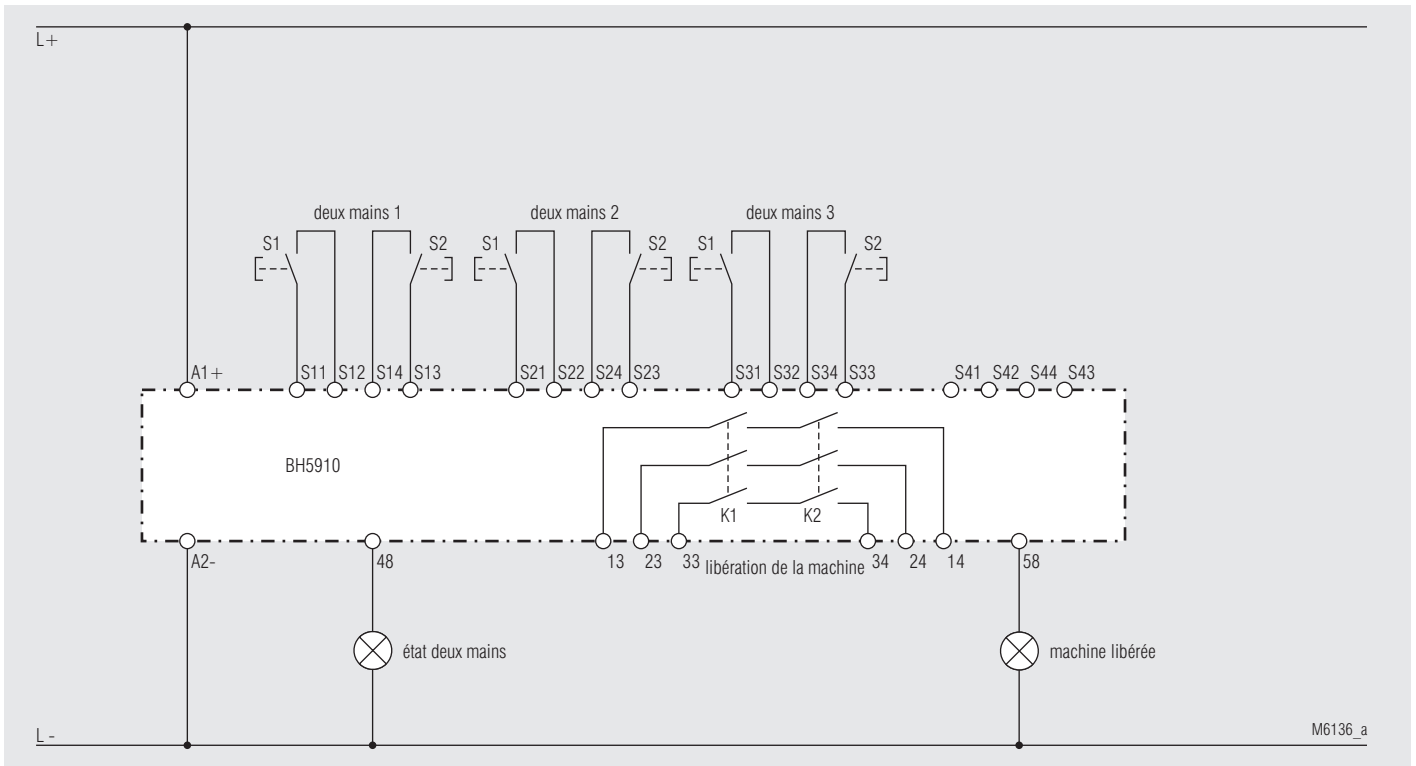 L+
deux mains 1
deux mains 2
deux mains 3
S1 S2 S1 S2 S1 S2
A1+ S11 S12 S14 S13 S21 S22 S24 S23 S31 S32 S34 S33 S41 S42 S44 S43
BH5910
K1 K2
A2- 48 13 23 33 libération de la machine 34 24 14 58
état deux mains
machine libérée
L -
M6136_a